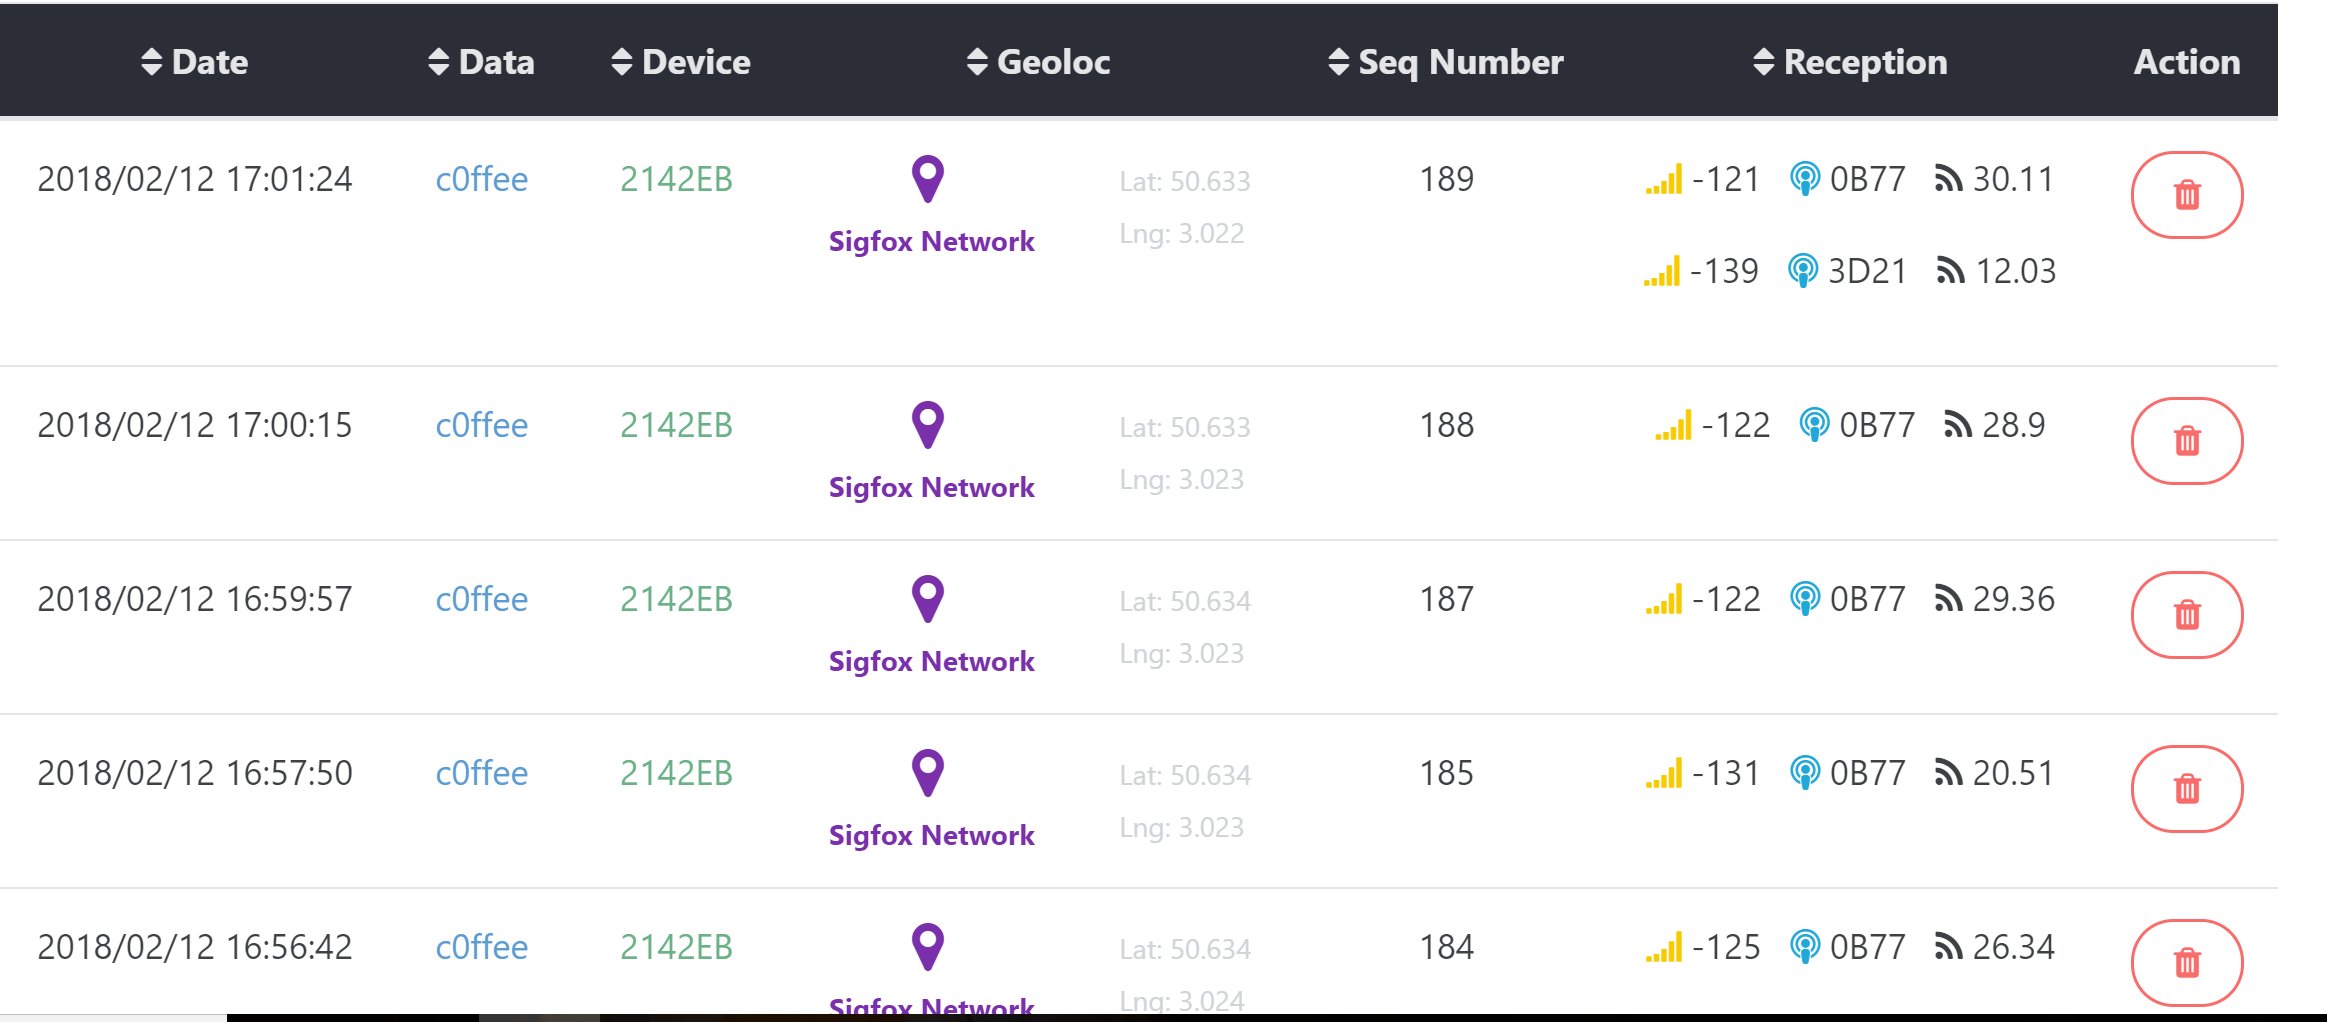 Date Data Device Geoloc Seq Number Reception Action
2018/02/12 17:01:24 c0ffee 2142EB Lat: 50.633 189 -121 0B77 30.11
Sigfox Network Lng: 3.022
-139 3D21 12.03
2018/02/12 17:00:15 c0ffee 2142EB Lat: 50.633 188 -122 0B77 28.9
Sigfox Network Lng: 3.023
2018/02/12 16:59:57 c0ffee 2142EB Lat: 50.634 187 -122 0B77 29.36
Sigfox Network Lng: 3.023
2018/02/12 16:57:50 c0ffee 2142EB Lat: 50.634 185 -131 0B77 20.51
Sigfox Network Lng: 3.023
2018/02/12 16:56:42 c0ffee 2142EB Lat: 50.634 184 -125 0B77 26.34
Sigfox Network Lng: 3.024